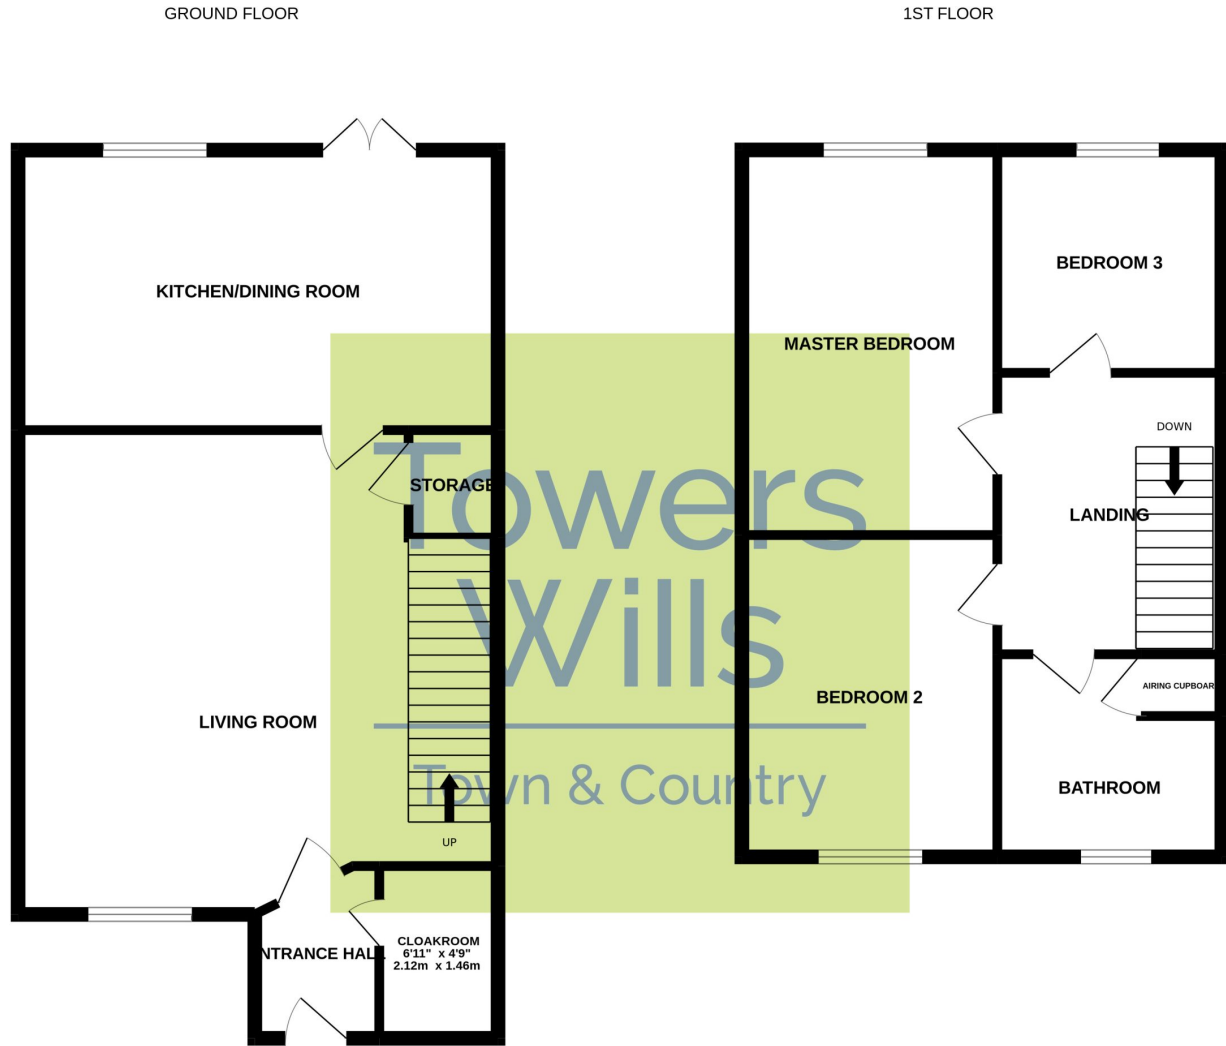 GROUND FLOOR
1ST FLOOR
KITCHEN/DINING ROOM
BEDROOM 3
MASTER BEDROOM
DOWN
STORAGE
Towers
Wills
LANDING
AIRING CUPBOAR
BEDROOM 2
LIVING ROOM
Town & Country
BATHROOM
UP
CLOAKROOM
6'11" x 4'9"
2.12m x 1.46m
NTRANCE HALL